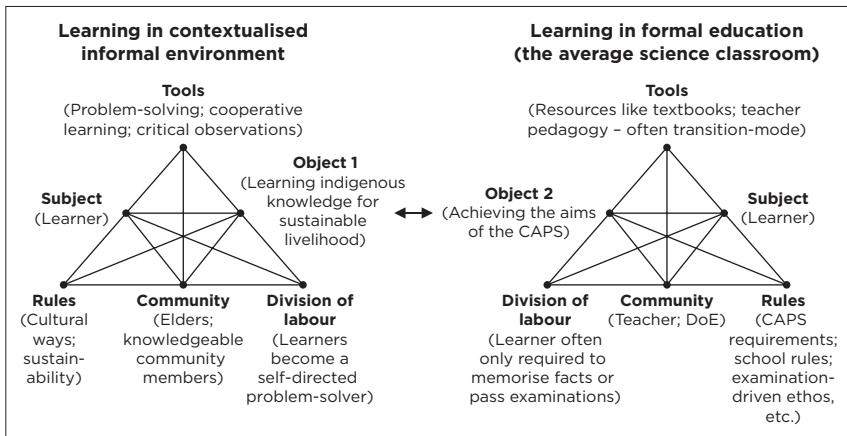 Learning in contextualised
informal environment
Tools
(Problem-solving; cooperative
learning; critical observations)
Object 1
(Learning indigenous
knowledge for
sustainable
livelihood)
Subject
(Learner)
Rules
(Cultural
ways;
sustain-
ability)
Community
(Elders;
knowledgeable
community
members)
Division of
labour
(Learners
become a
self-directed
problem-solver)
Learning in formal education
(the average science classroom)
Tools
(Resources like textbooks; teacher
pedagogy – often transition-mode)
Object 2
(Achieving the aims
of the CAPS)
Subject
(Learner)
Division of
labour
(Learner often
only required to
memorise facts or
pass examinations)
Community
(Teacher; DoE)
Rules
(CAPS
requirements;
school rules;
examination-
driven ethos,
etc.)